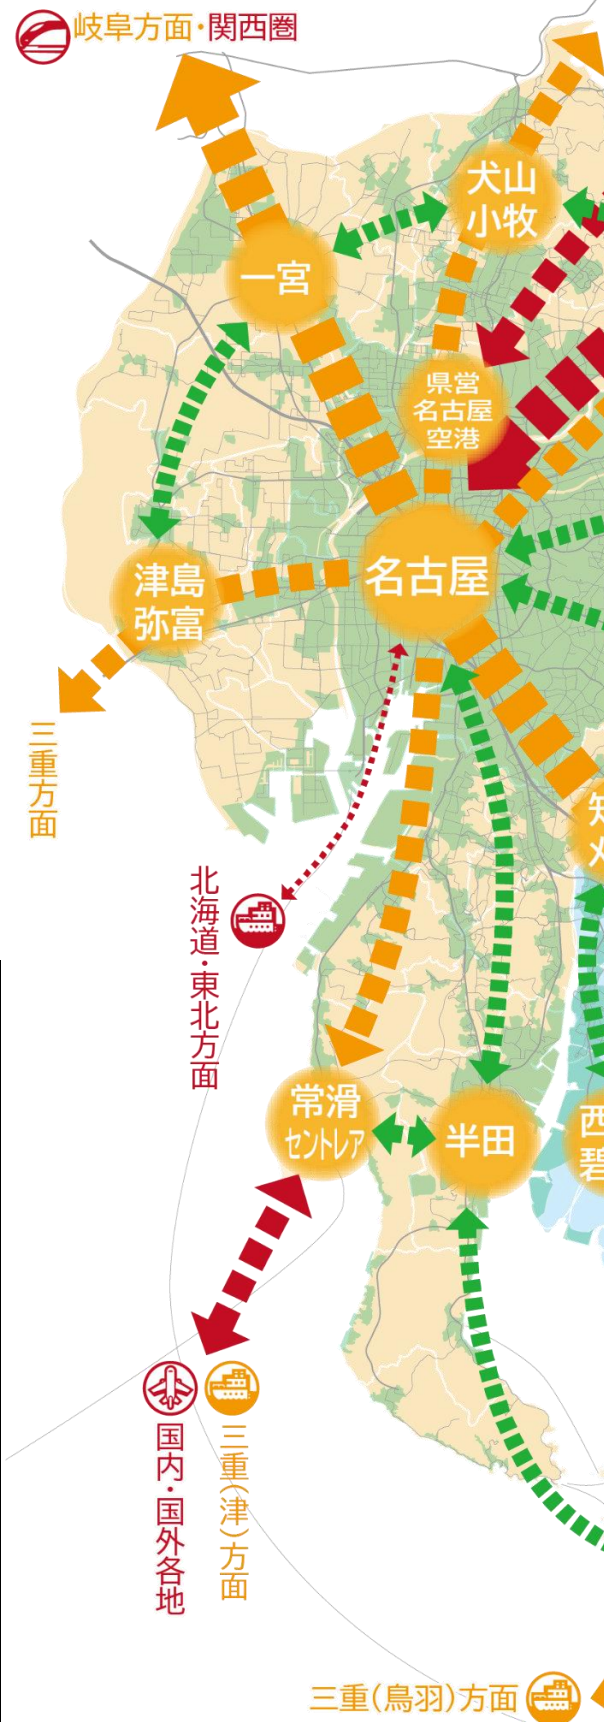 岐阜方面・関西圏
犬山
小牧
一宮
県営
名古屋
空港
名古屋
津島
弥富
三重方面
北海道・東北方面
常滑
セントレア
半田
西
碧
国内・国外各地
三重(津)方面
三重(鳥羽)方面